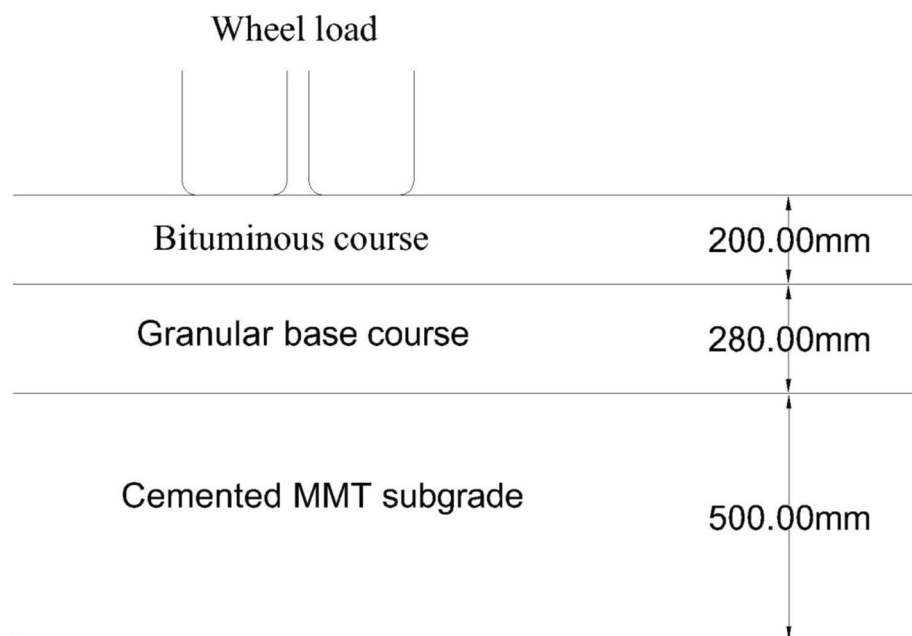 Wheel load
Bituminous course
200.00mm
Granular base course
280.00mm
Cemented MMT subgrade
500.00mm